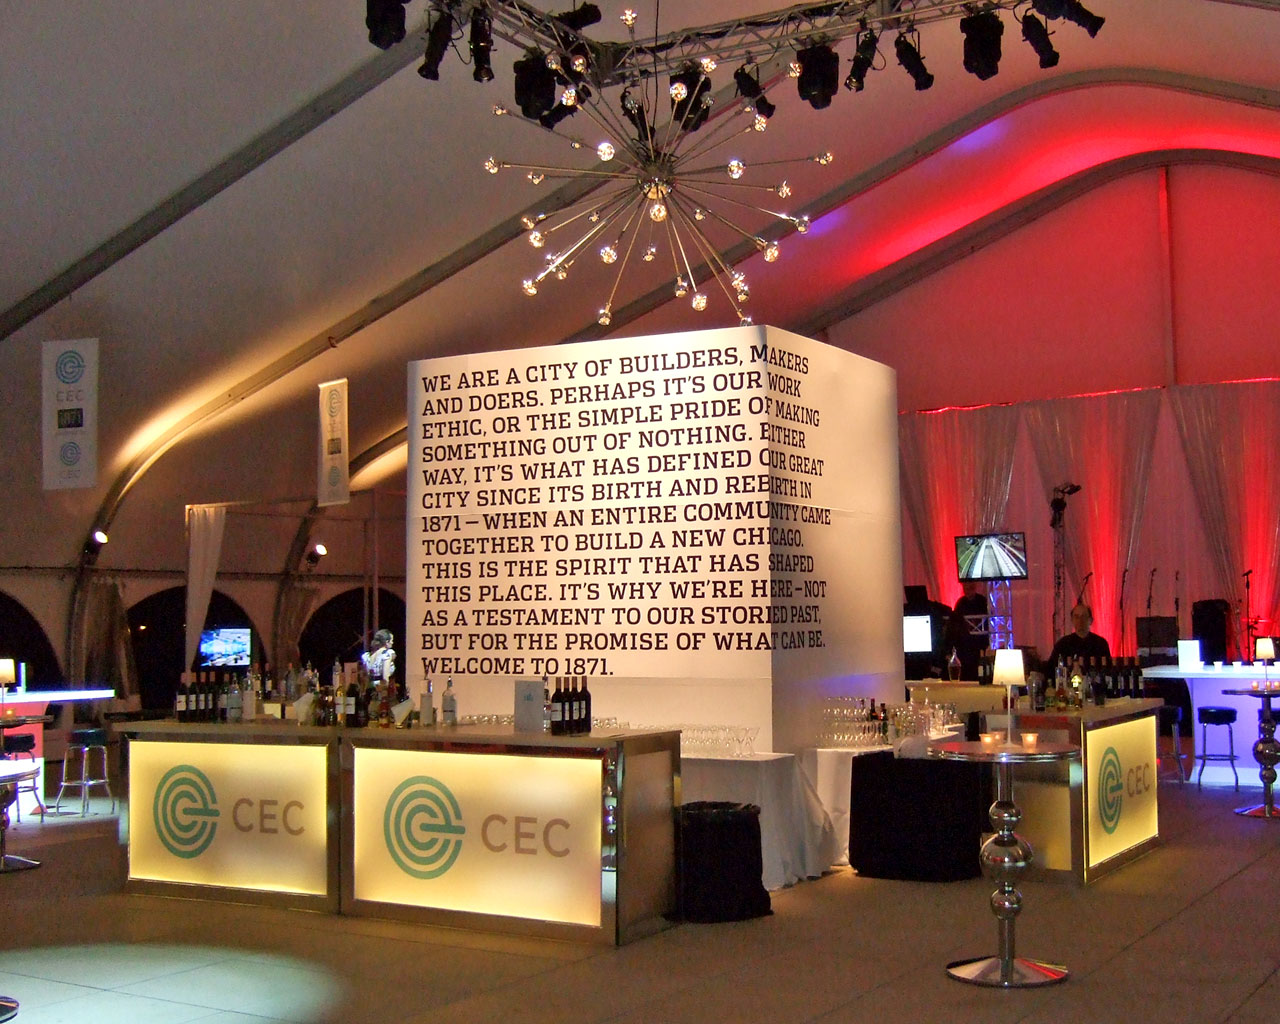 WE ARE A CITY OF BUILDERS, MAKERS
AND DOERS. PERHAPS IT'S OUR WORK
ETHIC, OR THE SIMPLE PRIDE OF MAKING
SOMETHING OUT OF NOTHING. EITHER
WAY, IT'S WHAT HAS DEFINED OUR GREAT
CITY SINCE ITS BIRTH AND REBIRTH IN
1871—WHEN AN ENTIRE COMMUNITY CAME
TOGETHER TO BUILD A NEW CHICAGO.
THIS IS THE SPIRIT THAT HAS SHAPED
THIS PLACE. IT'S WHY WE'RE HERE—NOT
AS A TESTAMENT TO OUR STORIED PAST,
BUT FOR THE PROMISE OF WHAT CAN BE.
WELCOME TO 1871.
CEC
1871
CEC
CEC
CEC
CEC
CEC